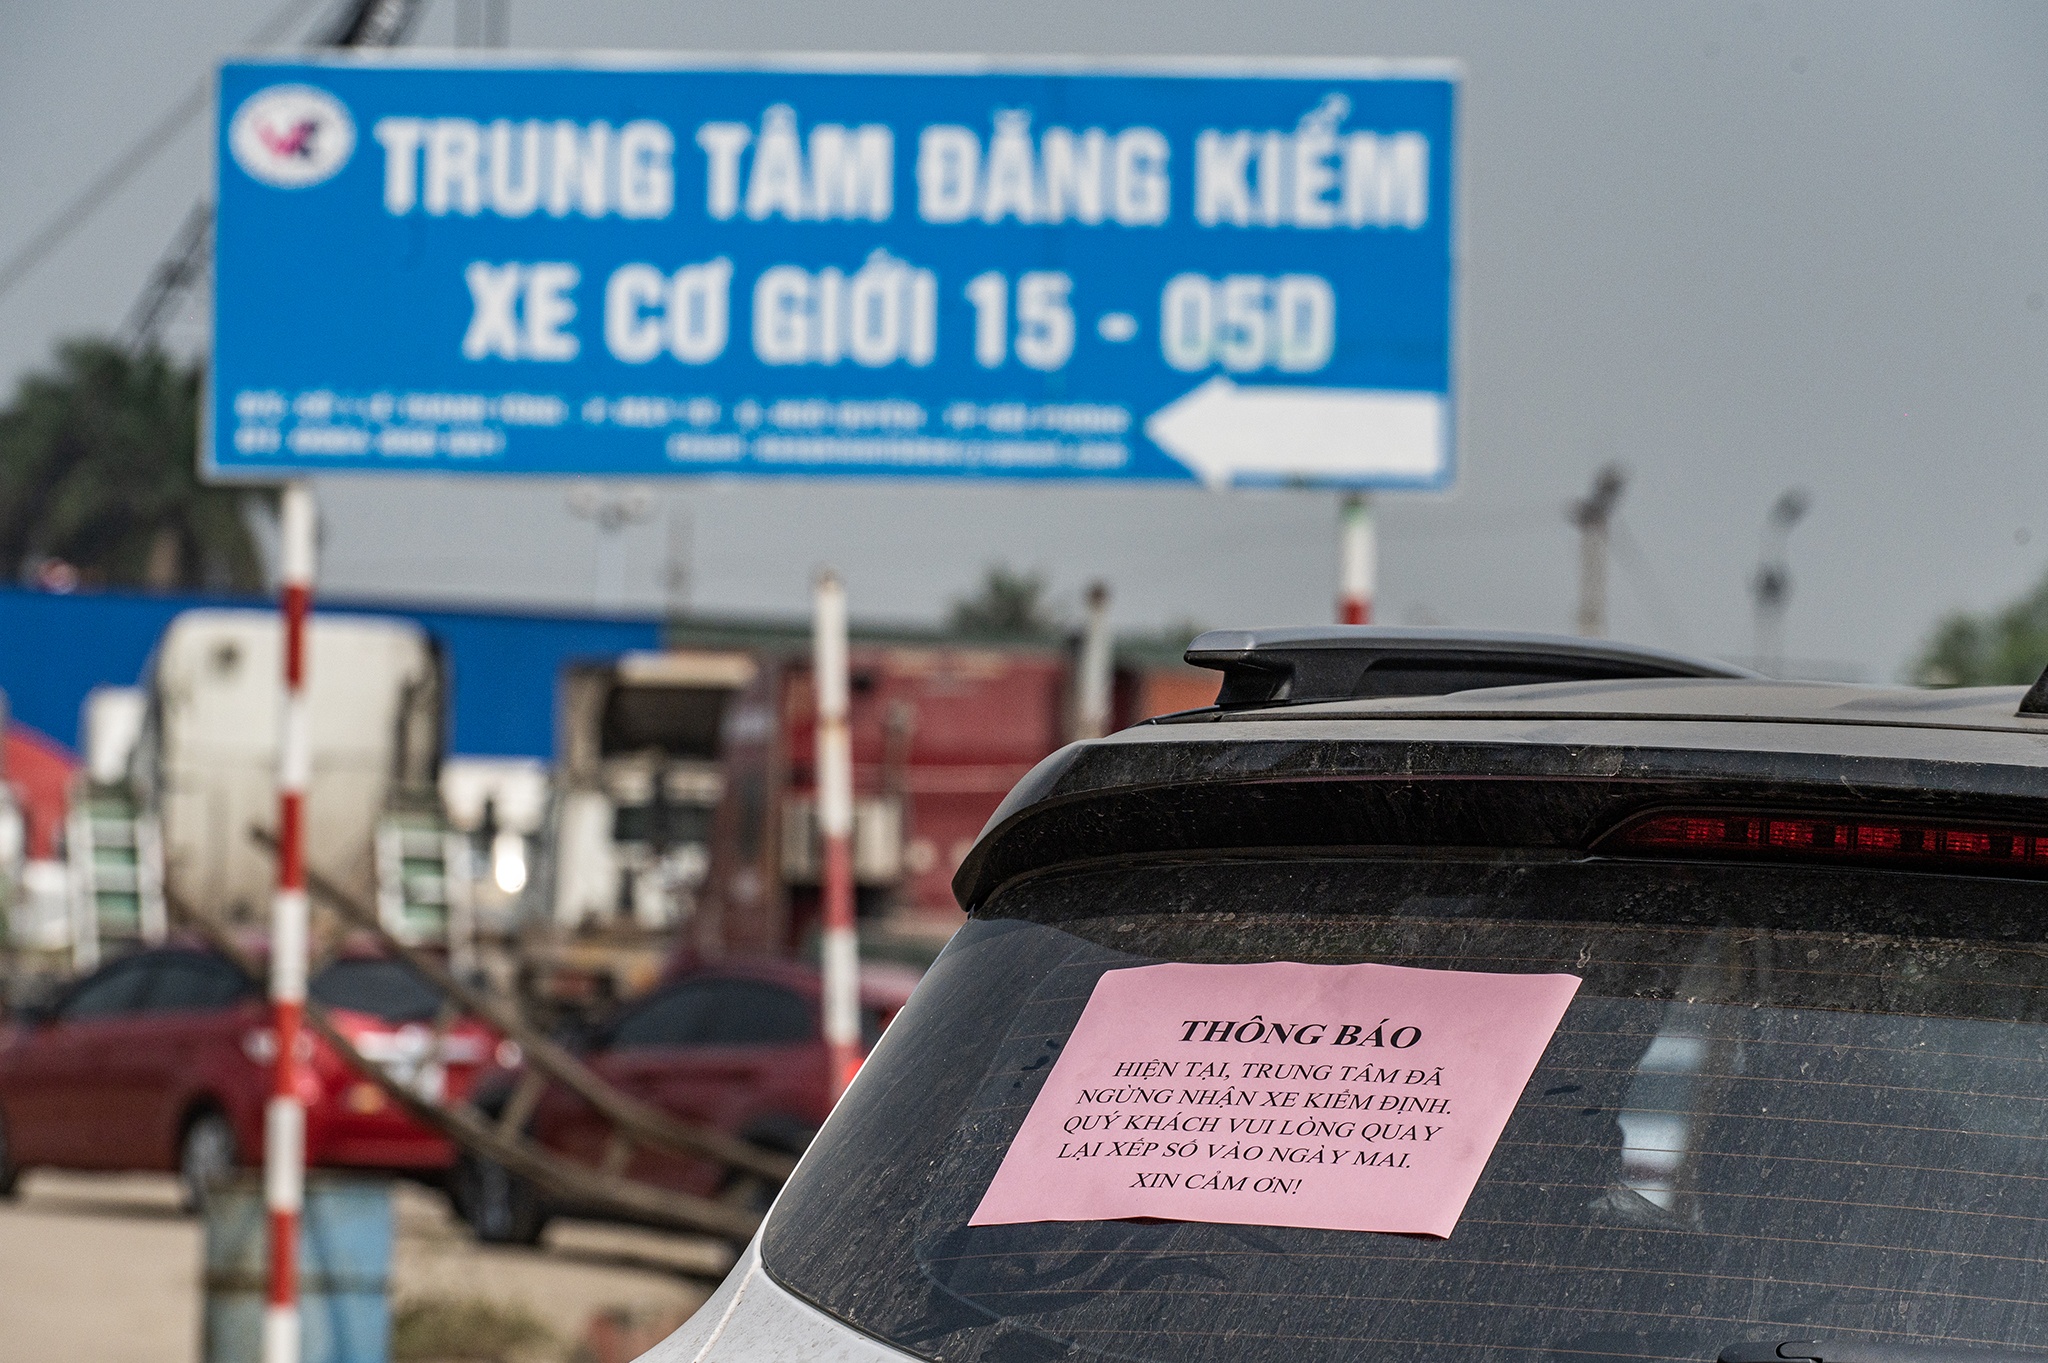 TRUNG TÂM ĐĂNG KIỂM
XE CƠ GIỚI 15 - 05D
THÔNG BÁO
HIỆN TẠI, TRUNG TÂM ĐÃ
NGỪNG NHẬN XE KIỂM ĐỊNH.
QUÝ KHÁCH VUI LÒNG QUAY
LẠI XẾP SỐ VÀO NGÀY MAI.
XIN CẢM ƠN!